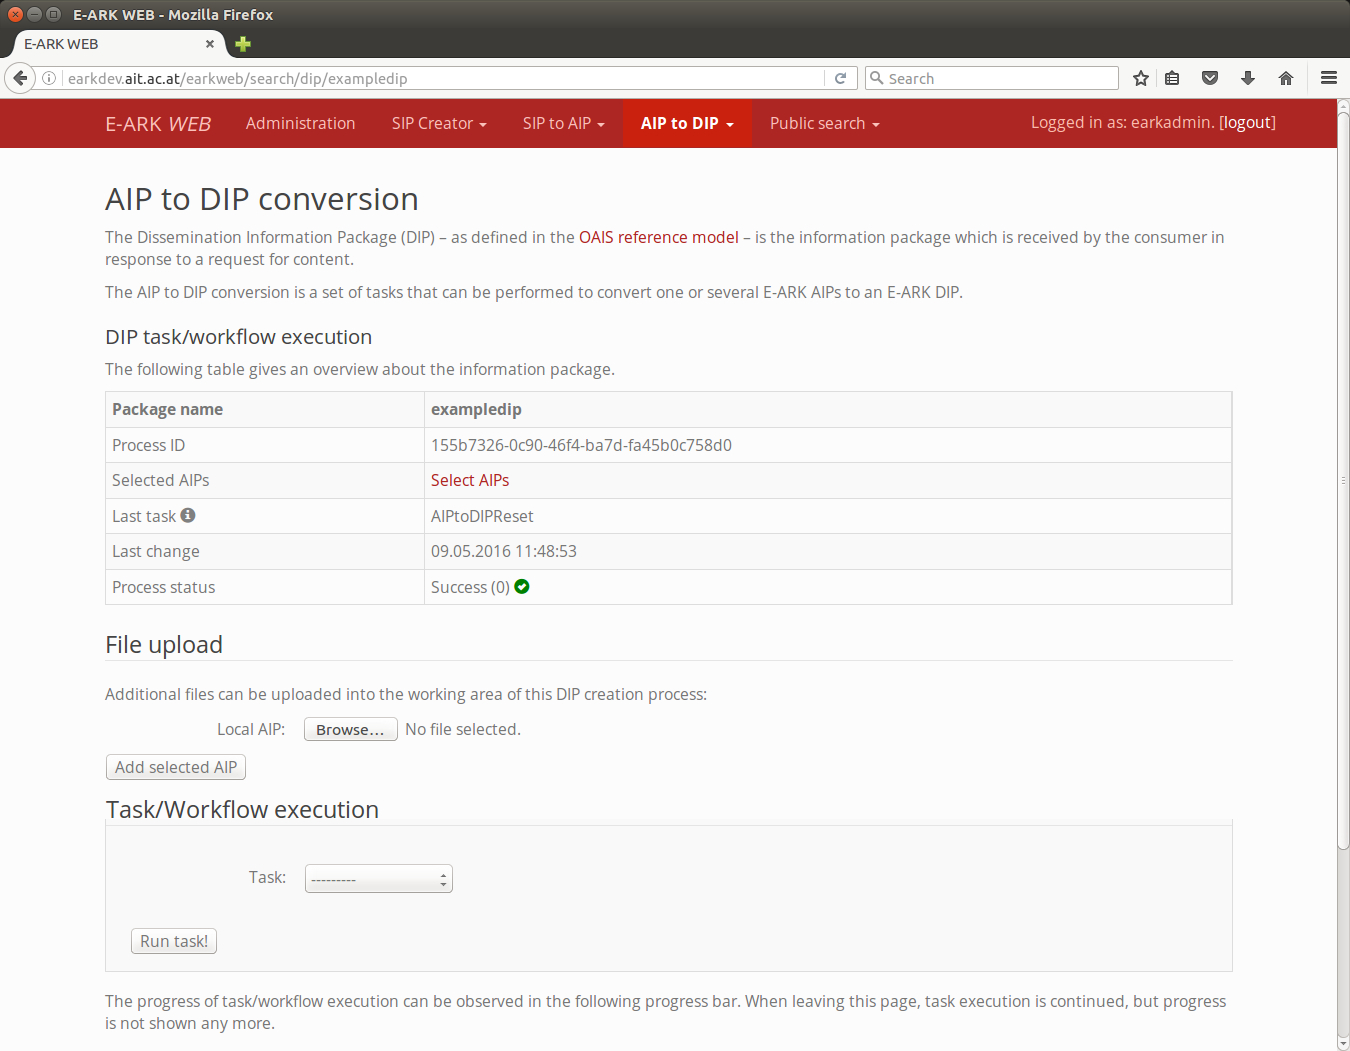 E-ARK WEB - Mozilla Firefox
E-ARK WEB
earkdev.ait.ac.at/earkweb/search/dip/exampledip
Search
E-ARK WEB Administration SIP Creator SIP to AIP AIP to DIP Public search Logged in as: earkadmin. [logout]
AIP to DIP conversion
The Dissemination Information Package (DIP) – as defined in the OAIS reference model – is the information package which is received by the consumer in
response to a request for content.
The AIP to DIP conversion is a set of tasks that can be performed to convert one or several E-ARK AIPs to an E-ARK DIP.
DIP task/workflow execution
The following table gives an overview about the information package.
Package name exampledip
Process ID 155b7326-0c90-46f4-ba7d-fa45b0c758d0
Selected AIPs Select AIPs
Last task AIPtoDIPReset
Last change 09.05.2016 11:48:53
Process status Success (0)
File upload
Additional files can be uploaded into the working area of this DIP creation process:
Local AIP: Browse... No file selected.
Add selected AIP
Task/Workflow execution
Task: ---------
Run task!
The progress of task/workflow execution can be observed in the following progress bar. When leaving this page, task execution is continued, but progress
is not shown any more.